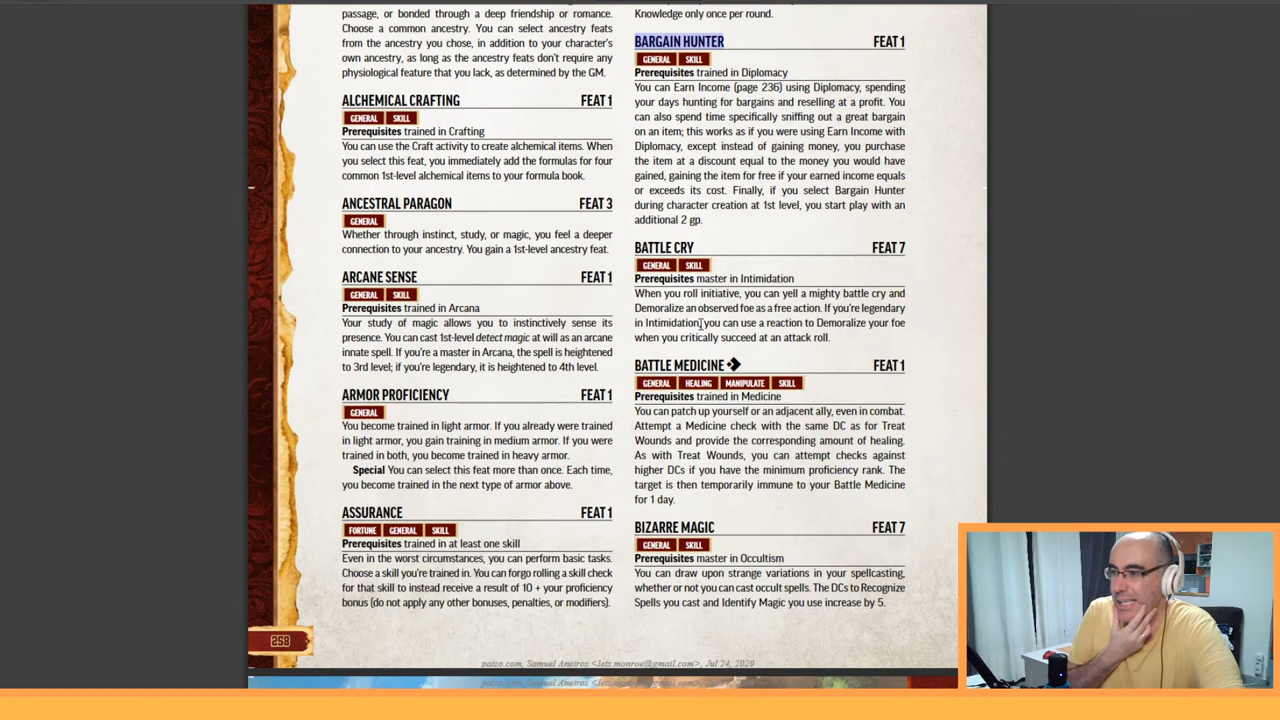 passage, or bonded through a deep friendship or romance.
Choose a common ancestry. You can select ancestry feats
from the ancestry you chose, in addition to your character's
own ancestry, as long as the ancestry feats don't require any
physiological feature that you lack, as determined by the GM.
ALCHEMICAL CRAFTING FEAT 1
GENERAL SKILL
Prerequisites trained in Crafting
You can use the Craft activity to create alchemical items. When
you select this feat, you immediately add the formulas for four
common 1st-level alchemical items to your formula book.
ANCESTRAL PARAGON FEAT 3
GENERAL
Whether through instinct, study, or magic, you feel a deeper
connection to your ancestry. You gain a 1st-level ancestry feat.
ARCANE SENSE FEAT 1
GENERAL SKILL
Prerequisites trained in Arcana
Your study of magic allows you to instinctively sense its
presence. You can cast 1st-level detect magic at will as an arcane
innate spell. If you're a master in Arcana, the spell is heightened
to 3rd level; if you're legendary, it is heightened to 4th level.
ARMOR PROFICIENCY FEAT 1
GENERAL
You become trained in light armor. If you already were trained
in light armor, you gain training in medium armor. If you were
trained in both, you become trained in heavy armor.
Special You can select this feat more than once. Each time,
you become trained in the next type of armor above.
ASSURANCE FEAT 1
FORTUNE GENERAL SKILL
Prerequisites trained in at least one skill
Even in the worst circumstances, you can perform basic tasks.
Choose a skill you're trained in. You can forgo rolling a skill check
for that skill to instead receive a result of 10 + your proficiency
bonus (do not apply any other bonuses, penalties, or modifiers).
Knowledge only once per round.
BARGAIN HUNTER FEAT 1
GENERAL SKILL
Prerequisites trained in Diplomacy
You can Earn Income (page 236) using Diplomacy, spending
your days hunting for bargains and reselling at a profit. You
can also spend time specifically sniffing out a great bargain
on an item; this works as if you were using Earn Income with
Diplomacy, except instead of gaining money, you purchase
the item at a discount equal to the money you would have
gained, gaining the item for free if your earned income equals
or exceeds its cost. Finally, if you select Bargain Hunter
during character creation at 1st level, you start play with an
additional 2 gp.
BATTLE CRY FEAT 7
GENERAL SKILL
Prerequisites master in Intimidation
When you roll initiative, you can yell a mighty battle cry and
Demoralize an observed foe as a free action. If you're legendary
in Intimidation, you can use a reaction to Demoralize your foe
when you critically succeed at an attack roll.
BATTLE MEDICINE FEAT 1
GENERAL HEALING MANIPULATE SKILL
Prerequisites trained in Medicine
You can patch up yourself or an adjacent ally, even in combat.
Attempt a Medicine check with the same DC as for Treat
Wounds and provide the corresponding amount of healing.
As with Treat Wounds, you can attempt checks against
higher DCs if you have the minimum proficiency rank. The
target is then temporarily immune to your Battle Medicine
for 1 day.
BIZARRE MAGIC FEAT 7
GENERAL SKILL
Prerequisites master in Occultism
You can draw upon strange variations in your spellcasting,
whether or not you can cast occult spells. The DCs to Recognize
Spells you cast and Identify Magic you use increase by 5.
258
paizo.com, Samuel Aneiros <lets.monroe@gmail.com>, Jul 24, 2020
paizo.com, Samuel Aneiros <lets.monroe@gmail.com>, Jul 24, 2020